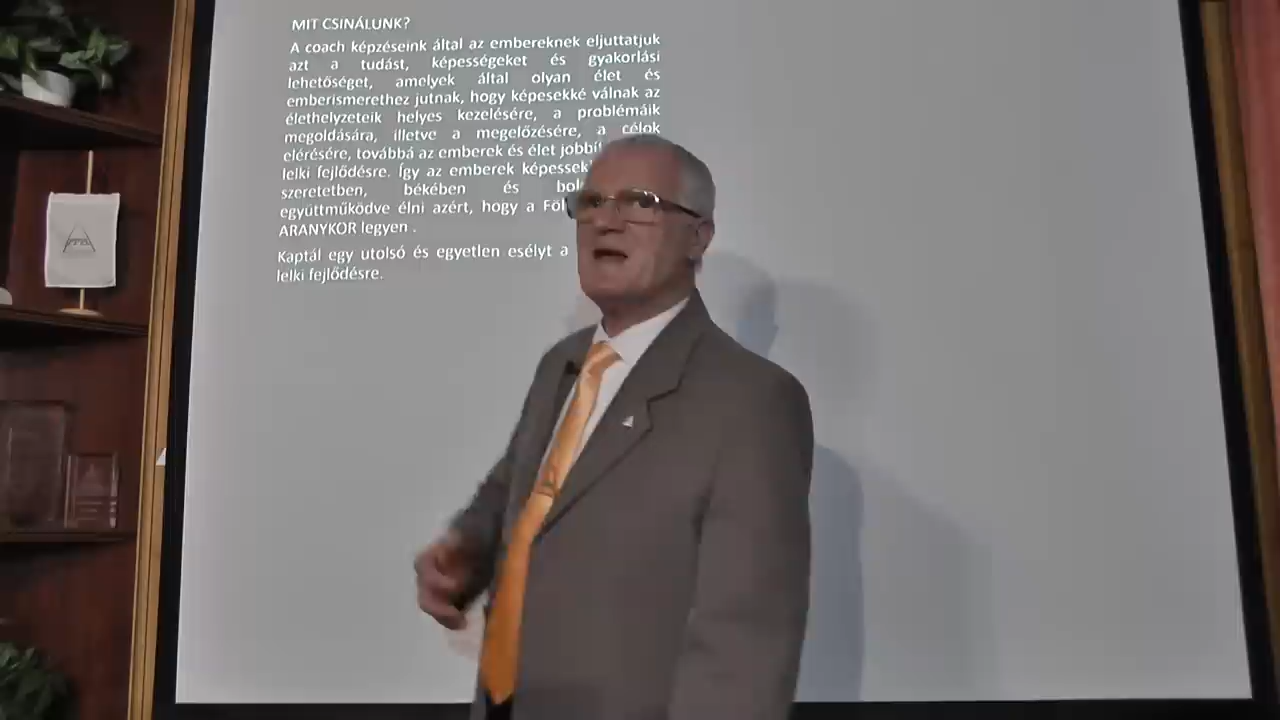 MIT CSINÁLUNK?
A coach képzéseink által az embereknek eljuttatjuk
azt a tudást, képességeket és gyakorlási
lehetőséget, amelyek által olyan élet és
emberismerethez jutnak, hogy képesekké válnak az
élethelyzeteik helyes kezelésére, a problémáik
megoldására, illetve a megelőzésére, a célok
elérésére, továbbá az emberek és élet
lelki fejlődésre. Így az emberek
szeretetben, békében és
együttműködve élni azért, hogy a
ARANYKOR legyen .
Kaptál egy utolsó és egyetlen esélyt a
lelki fejlődésre.